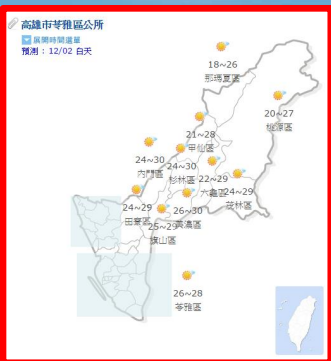 高雄市苓雅區公所
展開時間選單
預測：12/02 白天
18~26
那瑪夏區
20~27
桃源區
21~28
甲仙區
24~30
內門區
24~30
杉林區
22~29
六龜區
24~29
茂林區
24~29
田寮區
26~30
美濃區
25~29
旗山區
26~28
苓雅區